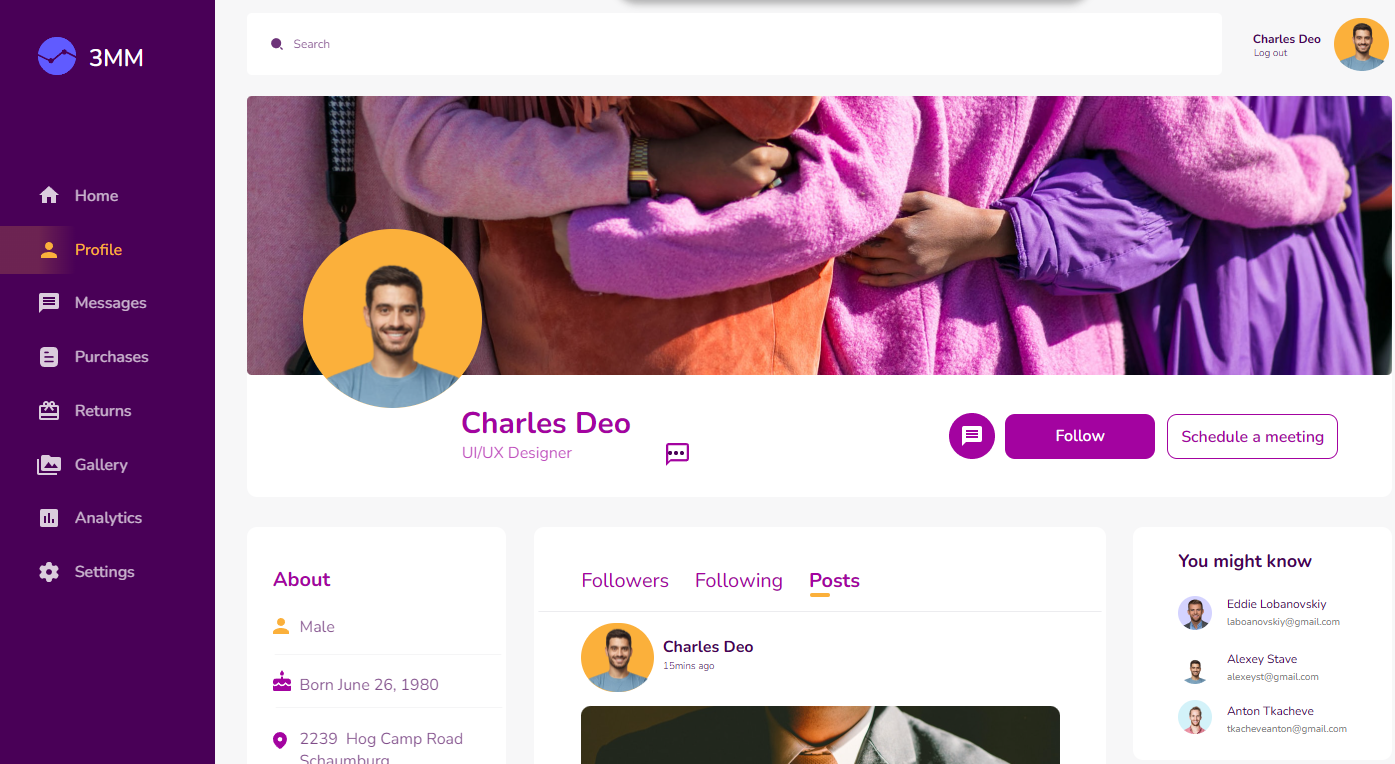 3MM
Search
Charles Deo
Log out
Home
Profile
Messages
Purchases
Returns
Gallery
Analytics
Settings
Charles Deo
UI/UX Designer
Follow
Schedule a meeting
About
Male
Born June 26, 1980
2239 Hog Camp Road
Schaumburg
Followers
Following
Posts
Charles Deo
15mins ago
You might know
Eddie Lobanovskiy
laboanovskiy@gmail.com
Alexey Stave
alexeyst@gmail.com
Anton Tkacheve
tkacheveanton@gmail.com